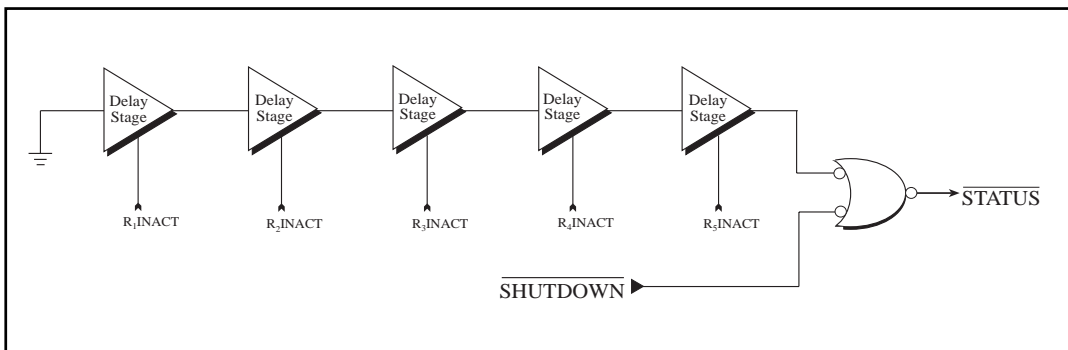 Delay
Stage
Delay
Stage
Delay
Stage
Delay
Stage
Delay
Stage
R₁INACT
R₂INACT
R₃INACT
R₄INACT
R₅INACT
STATUS
SHUTDOWN